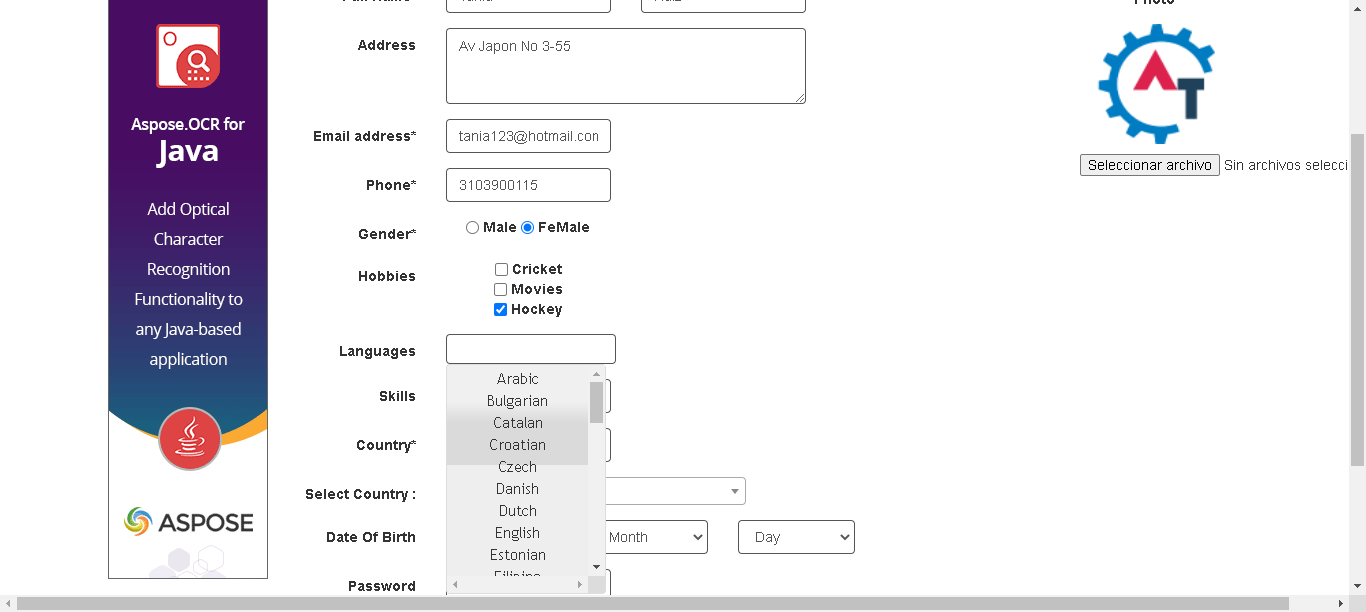 Photo
Address
Av Japon No 3-55
Aspose.OCR for
Java
Email address*
tania123@hotmail.con
Seleccionar archivo Sin archivos selecci
Phone*
3103900115
Add Optical
Character
Recognition
Functionality to
any Java-based
application
Gender*
Male FeMale
Hobbies
Cricket
Movies
Hockey
Languages
Arabic
Bulgarian
Catalan
Croatian
Czech
Danish
Dutch
English
Estonian
Filipino
Skills
Country*
Select Country :
Date Of Birth
Month
Day
Password
ASPOSE
AT